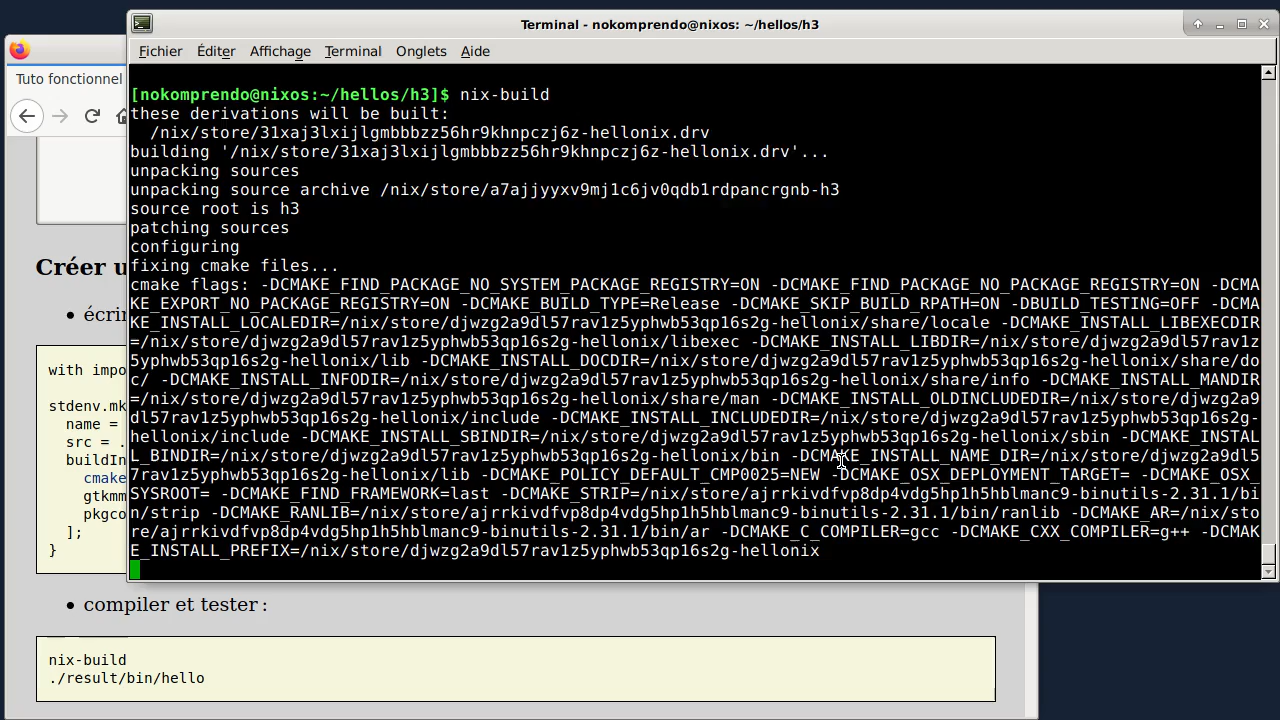 Terminal - nokomprendo@nixos: ~/hellos/h3
Fichier Éditer Affichage Terminal Onglets Aide
Tuto fonctionnel
[nokomprendo@nixos:~/hellos/h3]$ nix-build
these derivations will be built:
/nix/store/31xaj3lxijlgmbbbzz56hr9khnpczj6z-hellonix.drv
building '/nix/store/31xaj3lxijlgmbbbzz56hr9khnpczj6z-hellonix.drv'...
unpacking sources
unpacking source archive /nix/store/a7ajjyyxv9mj1c6jv0qdb1rdpancrgnb-h3
source root is h3
patching sources
configuring
fixing cmake files...
cmake flags: -DCMAKE_FIND_PACKAGE_NO_SYSTEM_PACKAGE_REGISTRY=ON -DCMAKE_FIND_PACKAGE_NO_PACKAGE_REGISTRY=ON -DCMA
KE_EXPORT_NO_PACKAGE_REGISTRY=ON -DCMAKE_BUILD_TYPE=Release -DCMAKE_SKIP_BUILD_RPATH=ON -DBUILD_TESTING=OFF -DCMA
KE_INSTALL_LOCALEDIR=/nix/store/djwzg2a9dl57rav1z5yphwb53qp16s2g-hellonix/share/locale -DCMAKE_INSTALL_LIBEXECDIR
=/nix/store/djwzg2a9dl57rav1z5yphwb53qp16s2g-hellonix/libexec -DCMAKE_INSTALL_LIBDIR=/nix/store/djwzg2a9dl57rav1z
5yphwb53qp16s2g-hellonix/lib -DCMAKE_INSTALL_DOCDIR=/nix/store/djwzg2a9dl57rav1z5yphwb53qp16s2g-hellonix/share/do
c/ -DCMAKE_INSTALL_INFODIR=/nix/store/djwzg2a9dl57rav1z5yphwb53qp16s2g-hellonix/share/info -DCMAKE_INSTALL_MANDIR
=/nix/store/djwzg2a9dl57rav1z5yphwb53qp16s2g-hellonix/share/man -DCMAKE_INSTALL_OLDINCLUDEDIR=/nix/store/djwzg2a9
dl57rav1z5yphwb53qp16s2g-hellonix/include -DCMAKE_INSTALL_INCLUDEDIR=/nix/store/djwzg2a9dl57rav1z5yphwb53qp16s2g-
hellonix/include -DCMAKE_INSTALL_SBINDIR=/nix/store/djwzg2a9dl57rav1z5yphwb53qp16s2g-hellonix/sbin -DCMAKE_INSTAL
L_BINDIR=/nix/store/djwzg2a9dl57rav1z5yphwb53qp16s2g-hellonix/bin -DCMAKE_INSTALL_NAME_DIR=/nix/store/djwzg2a9dl5
7rav1z5yphwb53qp16s2g-hellonix/lib -DCMAKE_POLICY_DEFAULT_CMP0025=NEW -DCMAKE_OSX_DEPLOYMENT_TARGET= -DCMAKE_OSX_
SYSROOT= -DCMAKE_FIND_FRAMEWORK=last -DCMAKE_STRIP=/nix/store/ajrrkivdfvp8dp4vdg5hp1h5hblmanc9-binutils-2.31.1/bi
n/strip -DCMAKE_RANLIB=/nix/store/ajrrkivdfvp8dp4vdg5hp1h5hblmanc9-binutils-2.31.1/bin/ranlib -DCMAKE_AR=/nix/sto
re/ajrrkivdfvp8dp4vdg5hp1h5hblmanc9-binutils-2.31.1/bin/ar -DCMAKE_C_COMPILER=gcc -DCMAKE_CXX_COMPILER=g++ -DCMAK
E_INSTALL_PREFIX=/nix/store/djwzg2a9dl57rav1z5yphwb53qp16s2g-hellonix
Créer u
• écrir
with impo
stdenv.mk
name =
src = .
buildIn
cmake
gtkmm
pkgco
];
}
• compiler et tester :
nix-build
./result/bin/hello